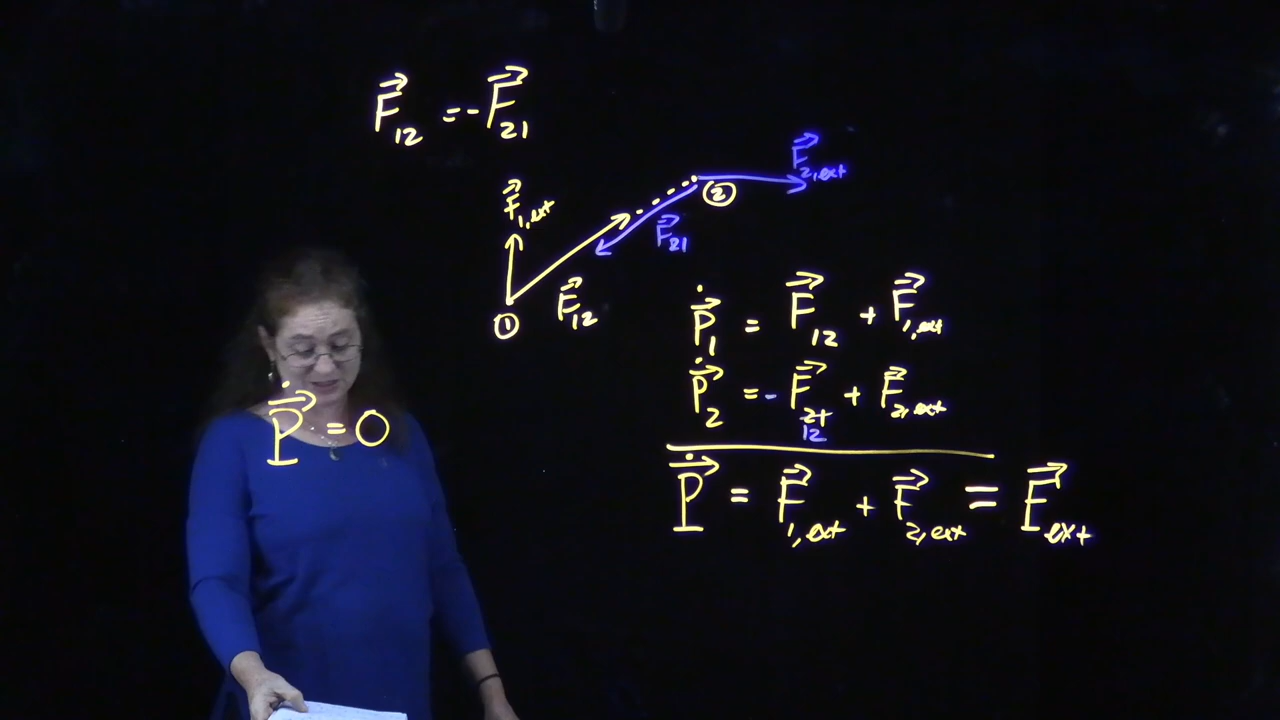 F⃗₁₂ = -F⃗₂₁
F⃗₂,ext
F⃗₁,ext
②
F⃗₂₁
F⃗₁₂
①
Ṗ⃗₁ = F⃗₁₂ + F⃗₁,ext
Ṗ⃗₂ = - F⃗₁₂ + F⃗₂,ext
Ṗ⃗ = 0
Ṗ⃗ = F⃗₁,ext + F⃗₂,ext = F⃗ext